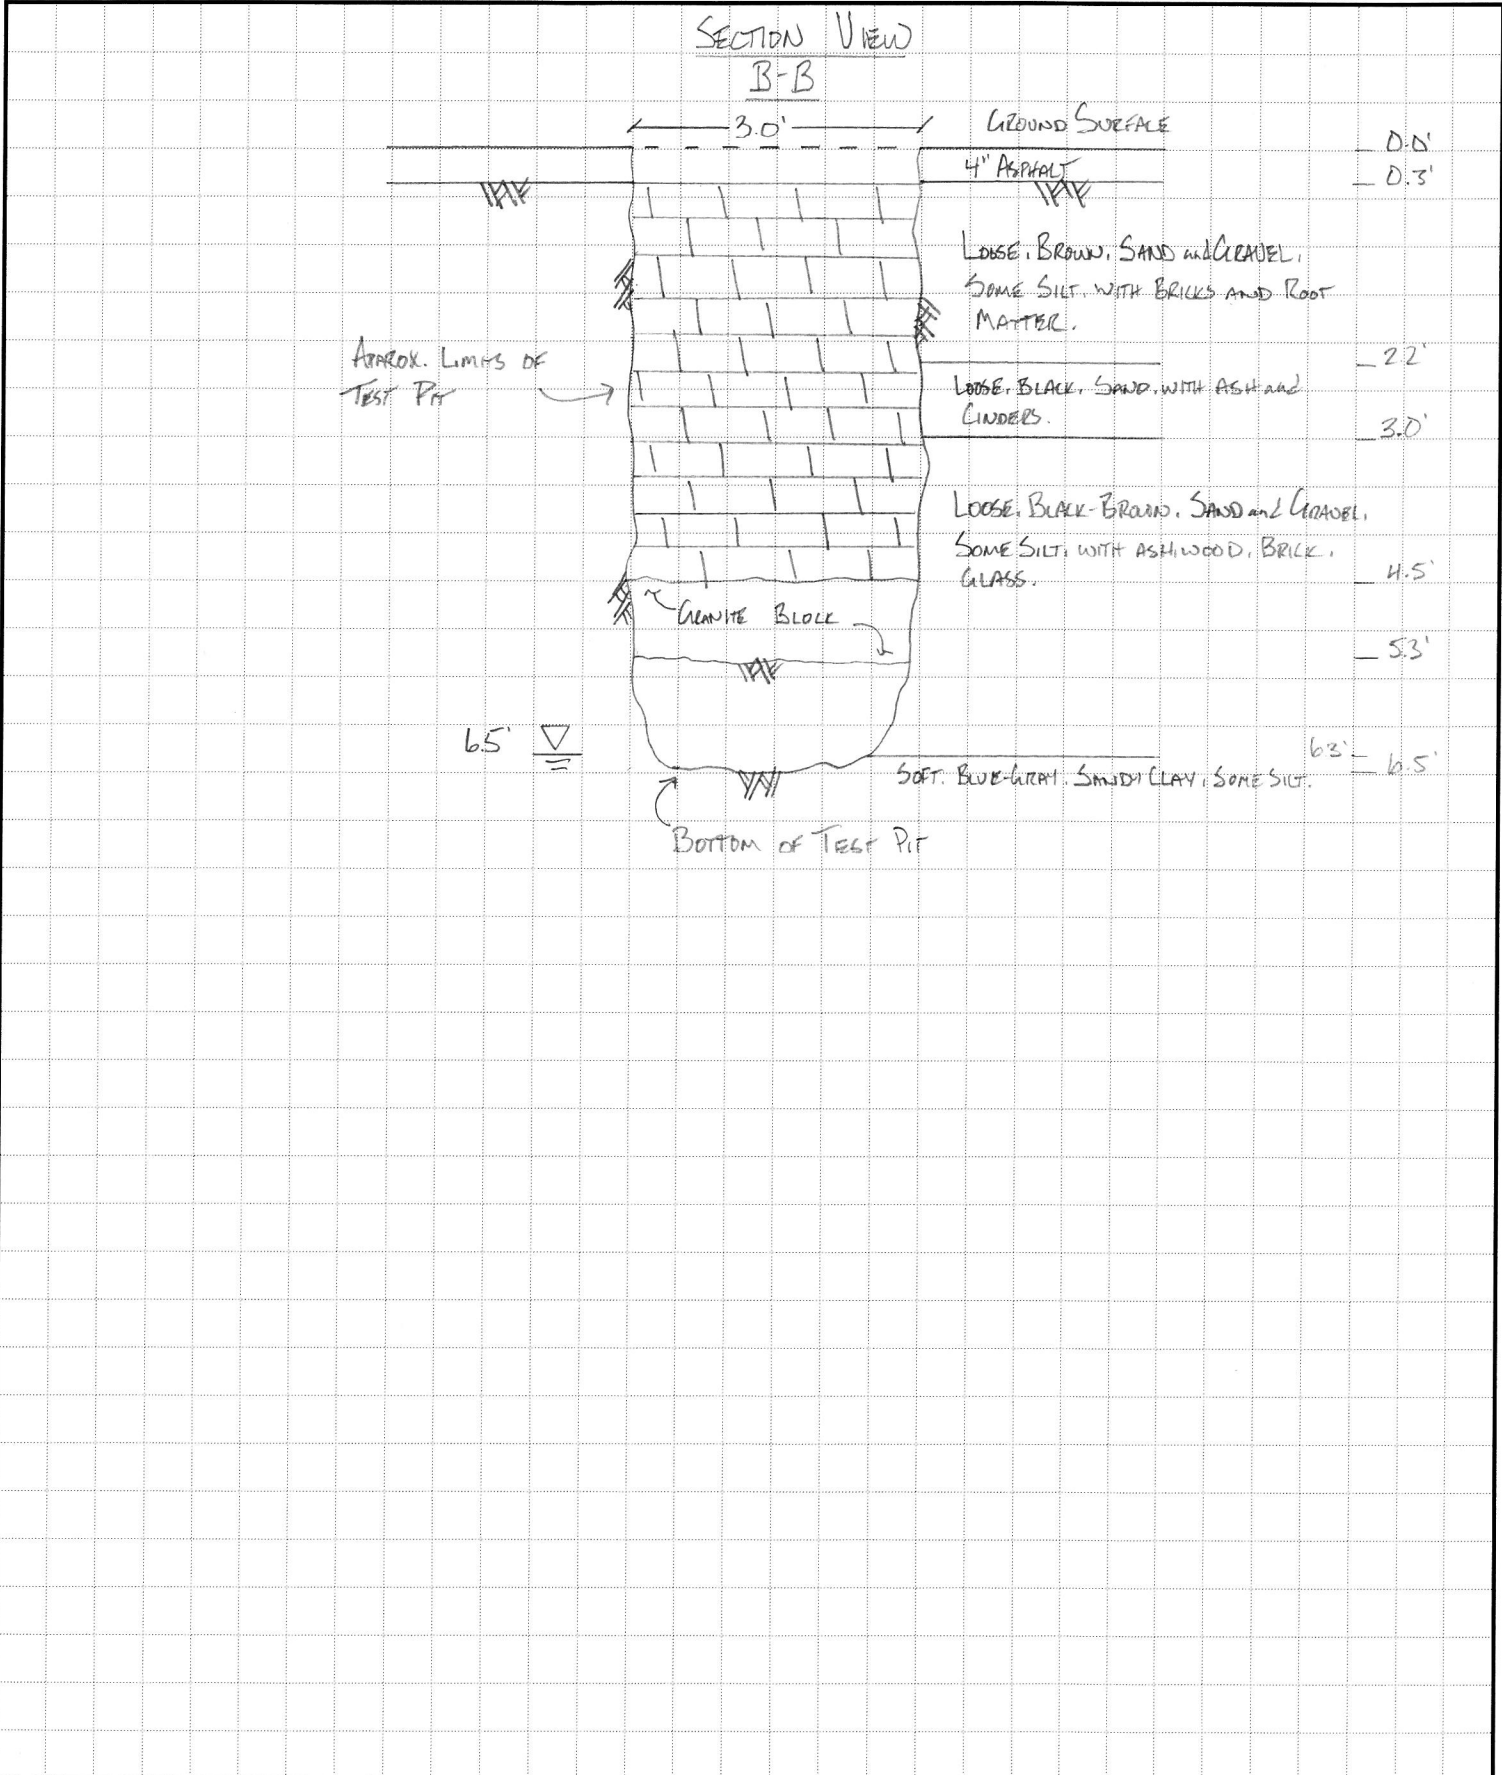 SECTION VIEW
B-B
3.0'
GROUND SURFACE
0.0'
4" ASPHALT
0.3'
LOOSE, BROWN, SAND and GRAVEL,
SOME SILT, WITH BRICKS AND ROOT
MATTER.
2.2'
APPROX. LIMITS OF
TEST PIT
LOOSE, BLACK, SAND, WITH ASH and
CINDERS.
3.0'
LOOSE, BLACK-BROWN, SAND and GRAVEL,
SOME SILT, WITH ASH, WOOD, BRICK,
GLASS.
4.5'
GRANITE BLOCK
5.3'
6.5'
6.3'
6.5'
SOFT, BLUE-GRAY, SANDY CLAY, SOME SILT.
BOTTOM OF TEST PIT